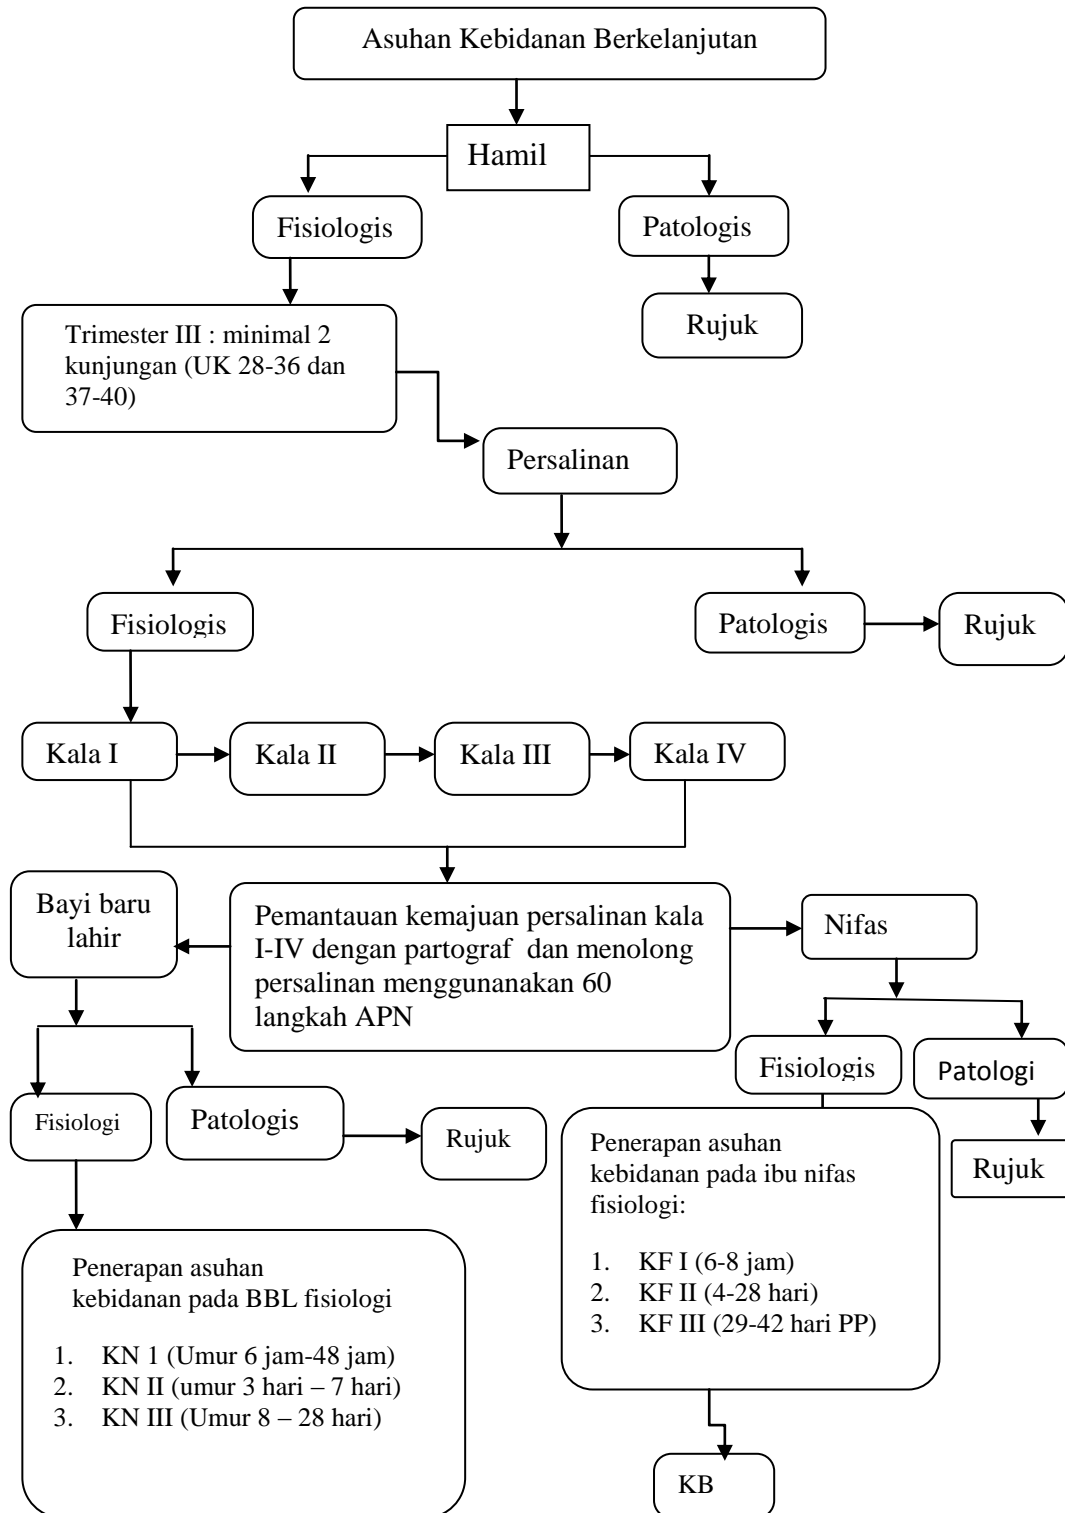 Asuhan Kebidanan Berkelanjutan
Hamil
Fisiologis
Patologis
Rujuk
Trimester III : minimal 2
kunjungan (UK 28-36 dan
37-40)
Persalinan
Fisiologis
Patologis
Rujuk
Kala I
Kala II
Kala III
Kala IV
Bayi baru
lahir
Pemantauan kemajuan persalinan kala
I-IV dengan partograf dan menolong
persalinan menggunanakan 60
langkah APN
Nifas
Fisiologis
Patologi
Fisiologi
Patologis
Rujuk
Rujuk
Penerapan asuhan
kebidanan pada ibu nifas
fisiologi:
1. KF I (6-8 jam)
2. KF II (4-28 hari)
3. KF III (29-42 hari PP)
Penerapan asuhan
kebidanan pada BBL fisiologi
1. KN 1 (Umur 6 jam-48 jam)
2. KN II (umur 3 hari – 7 hari)
3. KN III (Umur 8 – 28 hari)
KB